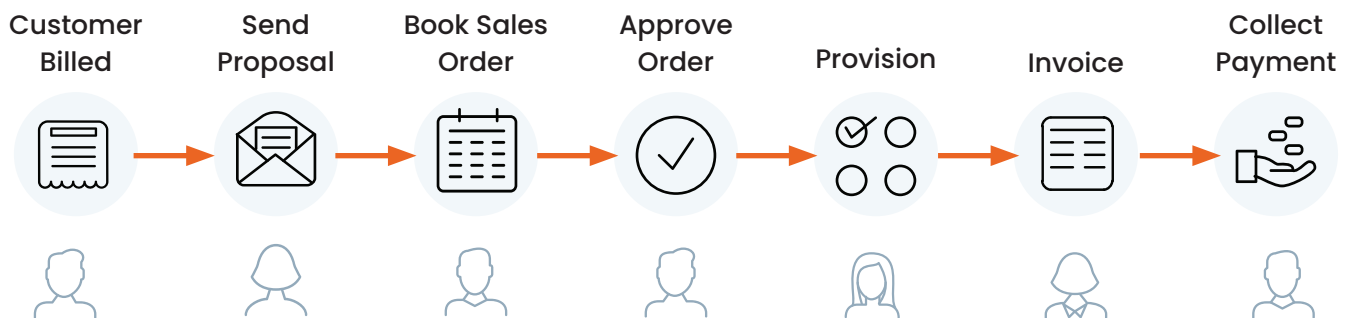 Customer
Billed
Send
Proposal
Book Sales
Order
Approve
Order
Provision
Invoice
Collect
Payment